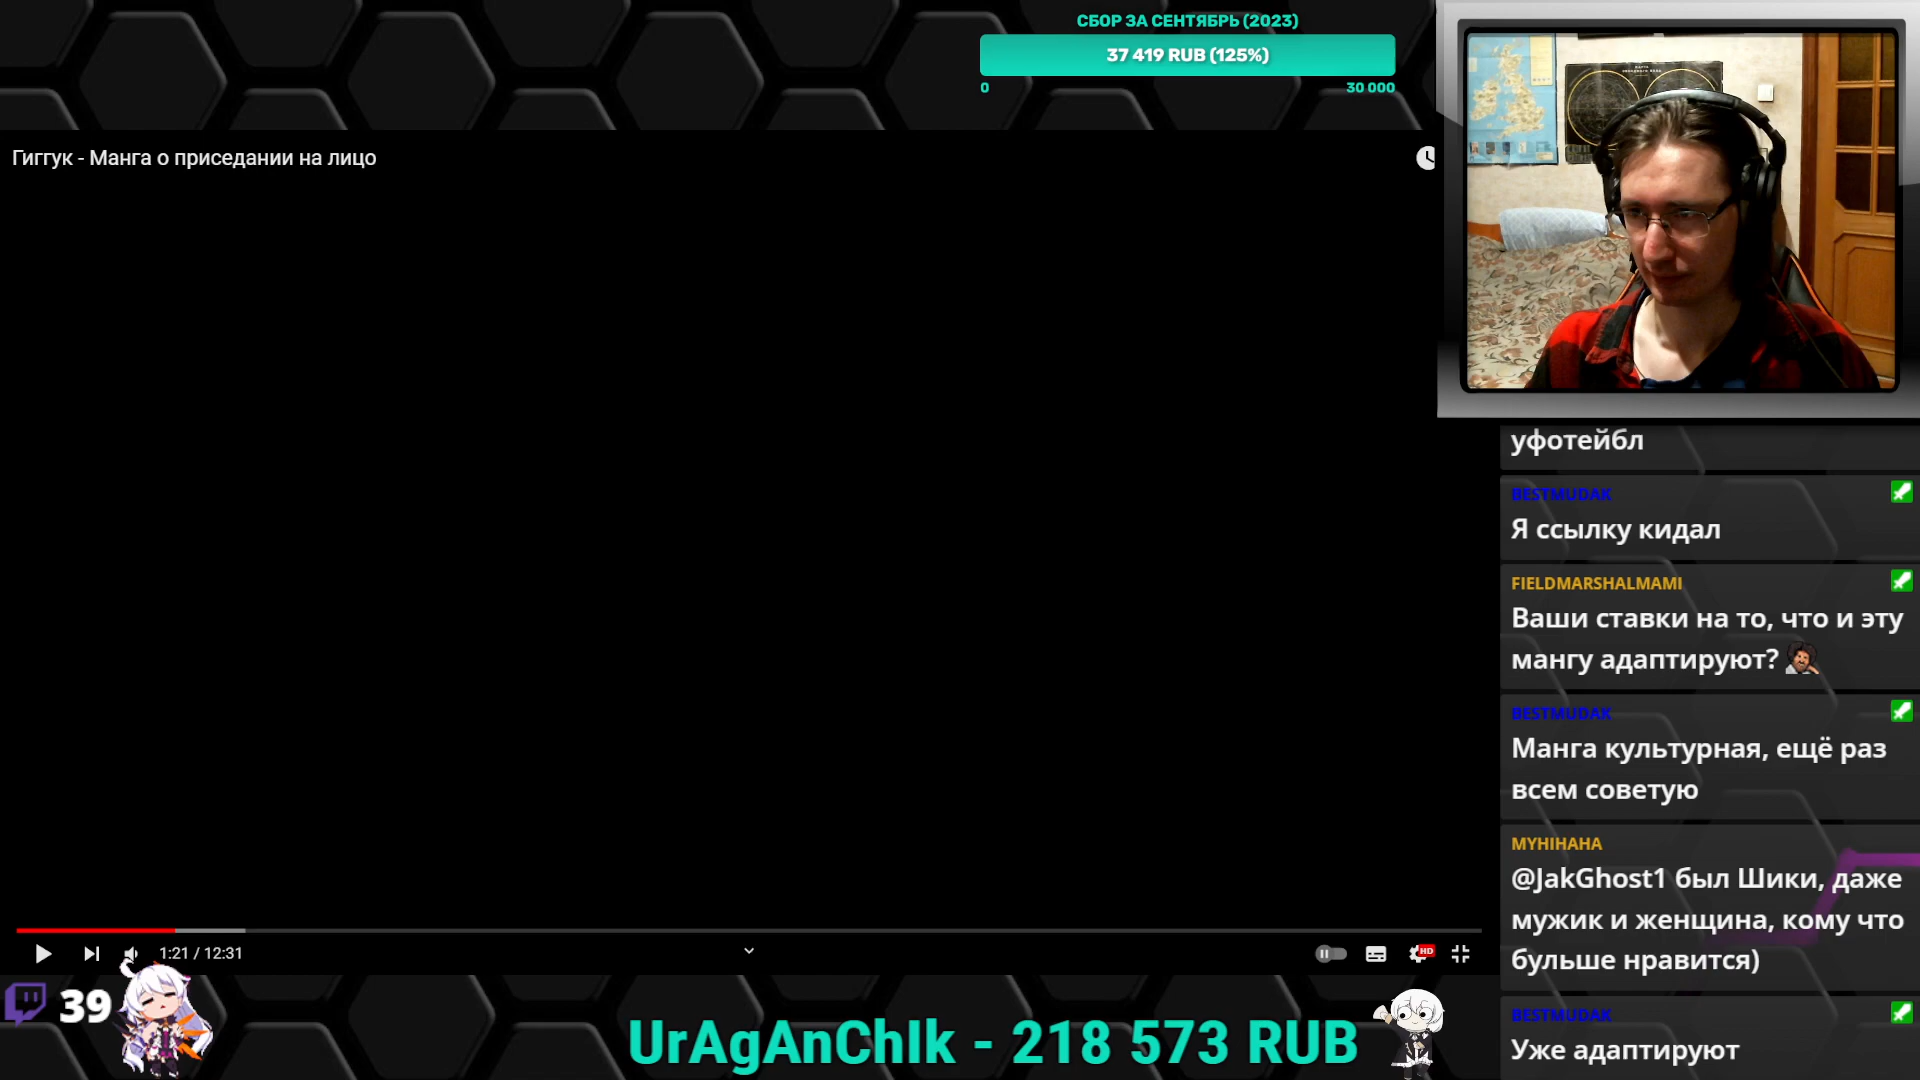 СБОР ЗА СЕНТЯБРЬ (2023)
37 419 RUB (125%)
0
30 000
Гиггук - Манга о приседании на лицо
уфотейбл
BESTMUDAK
Я ссылку кидал
FIELDMARSHALMAMI
Ваши ставки на то, что и эту
мангу адаптируют?
BESTMUDAK
Манга культурная, ещё раз
всем советую
MYHIHAHA
@JakGhost1 был Шики, даже
мужик и женщина, кому что
бульше нравится)
BESTMUDAK
Уже адаптируют
1:21 / 12:31
HD
39
UrAgAnChIk - 218 573 RUB